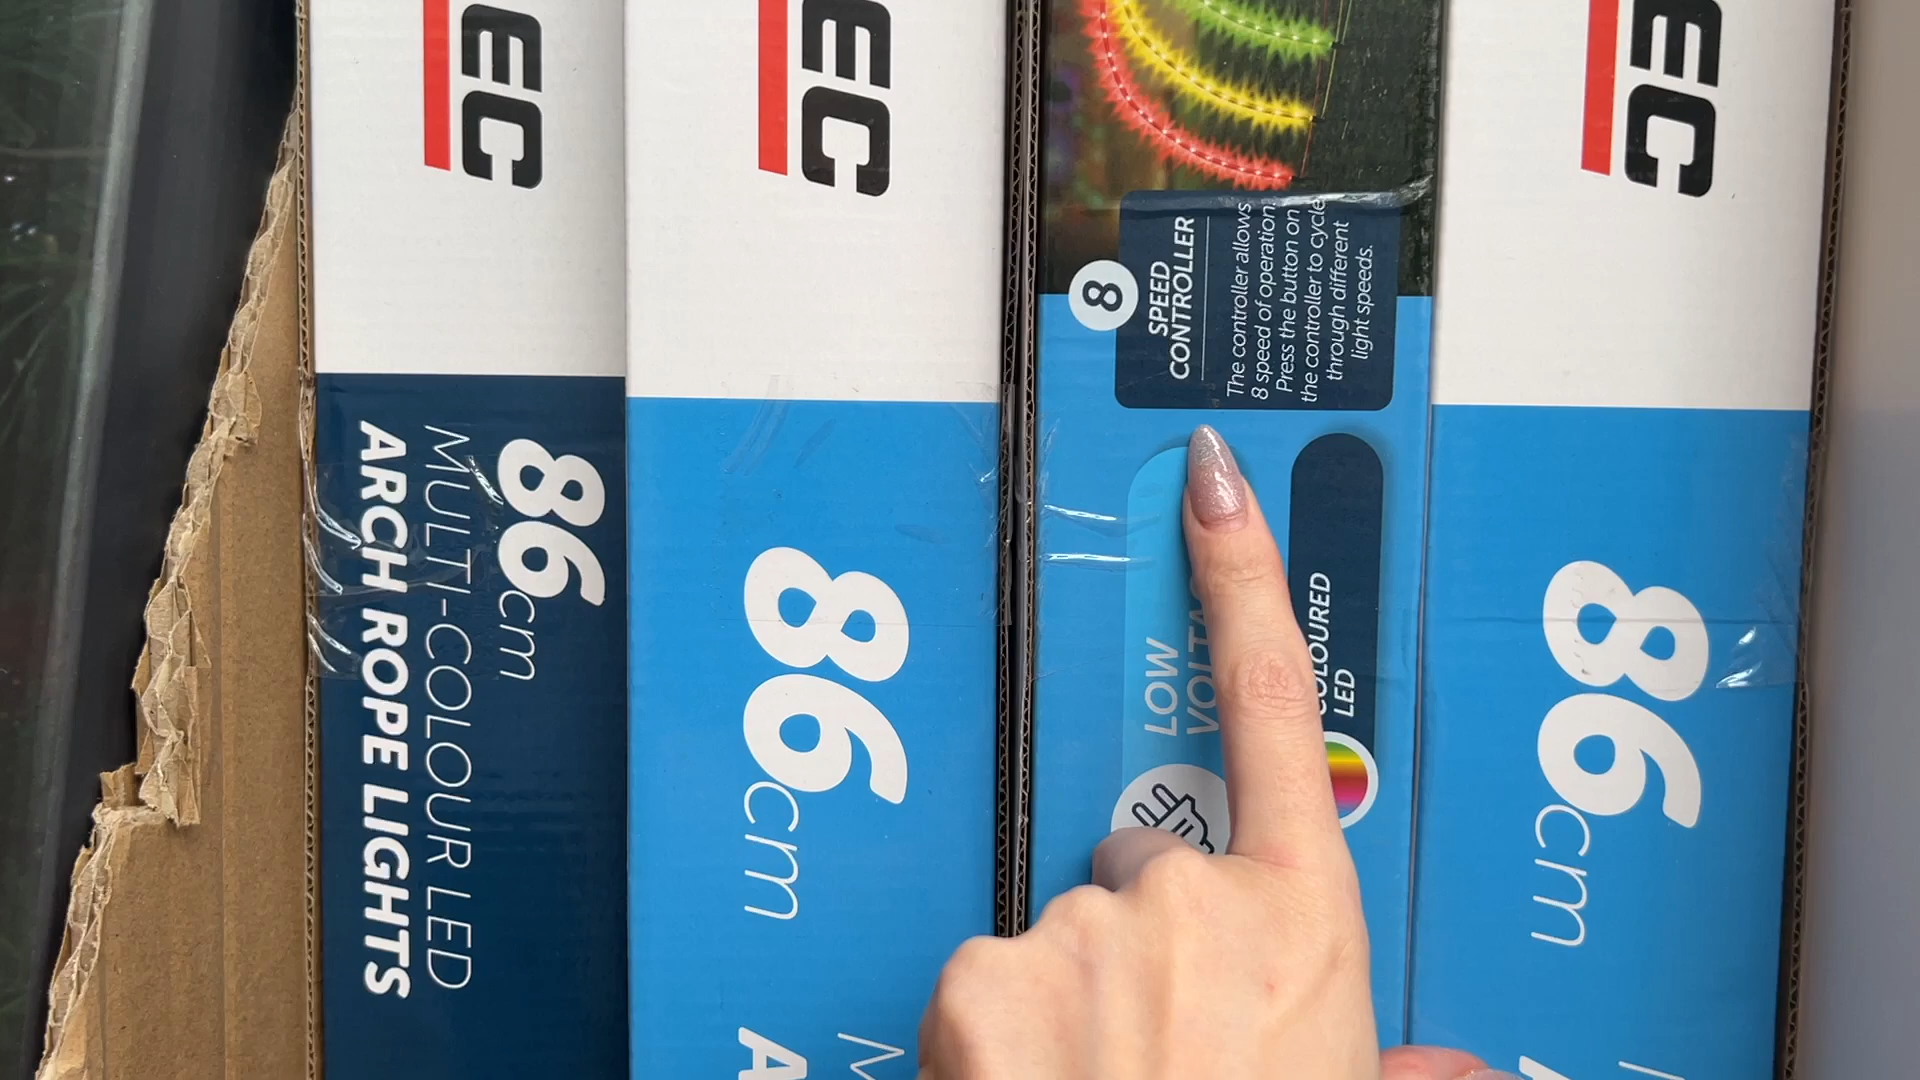 EC
86cm
MULTI-COLOUR LED
ARCH ROPE LIGHTS
EC
86cm
8
SPEED
CONTROLLER
The controller allows
8 speed of operation.
Press the button on
the controller to cycle
through different
light speeds.
LOW
COLOURED
LED
EC
86cm